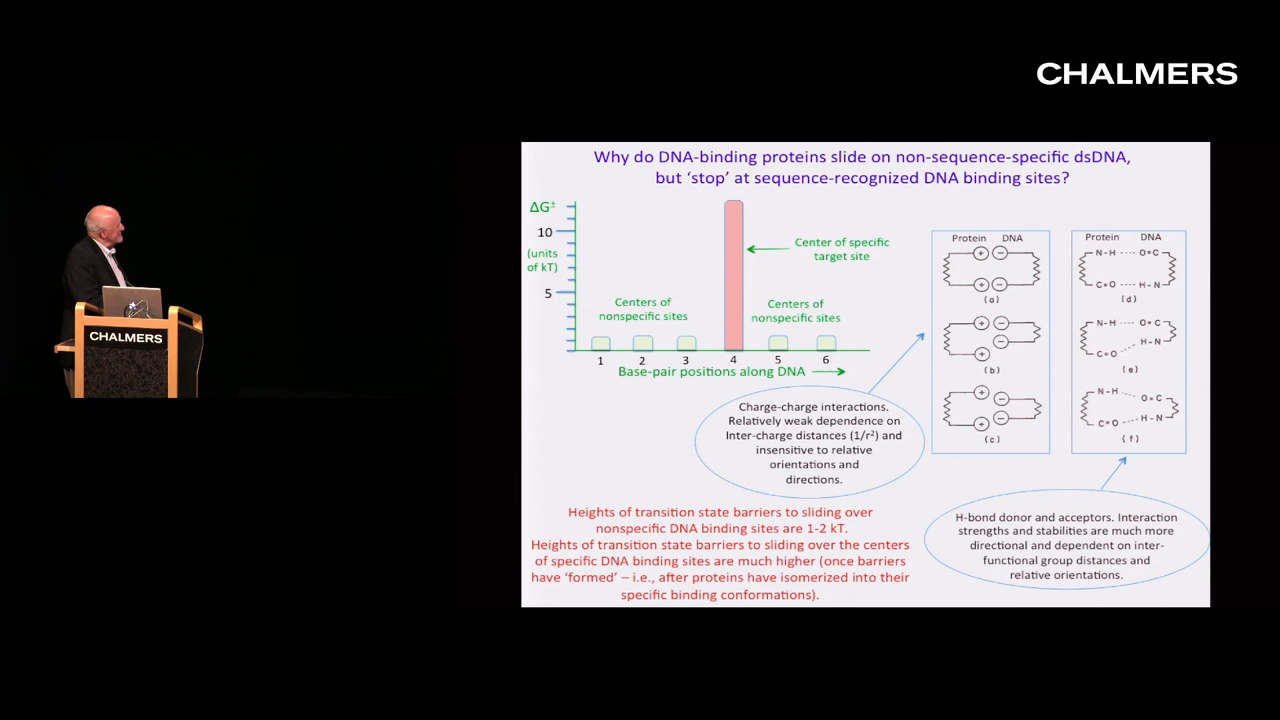 CHALMERS
CHALMERS
Why do DNA-binding proteins slide on non-sequence-specific dsDNA,
but ‘stop’ at sequence-recognized DNA binding sites?
ΔG±
10
(units
of kT)
5
Centers of
nonspecific sites
Center of specific
target site
Centers of
nonspecific sites
1 2 3 4 5 6
Base-pair positions along DNA
Protein DNA
+ −
+ −
(a)
+ −
−
+
(b)
+ −
−
+
(c)
Protein DNA
N-H ---- O=C
C=O ---- H-N
(d)
N-H ---- O=C
H-N
C=O
(e)
N-H
O=C
C=O H-N
(f)
Charge-charge interactions.
Relatively weak dependence on
Inter-charge distances (1/r²) and
insensitive to relative
orientations and
directions.
H-bond donor and acceptors. Interaction
strengths and stabilities are much more
directional and dependent on inter-
functional group distances and
relative orientations.
Heights of transition state barriers to sliding over
nonspecific DNA binding sites are 1-2 kT.
Heights of transition state barriers to sliding over the centers
of specific DNA binding sites are much higher (once barriers
have ‘formed’ – i.e., after proteins have isomerized into their
specific binding conformations).